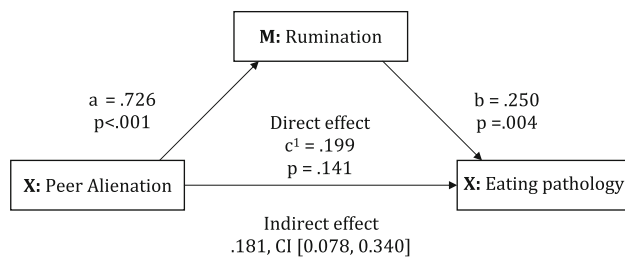 M: Rumination
a = .726
p<.001
b = .250
p =.004
Direct effect
c¹ = .199
p = .141
X: Peer Alienation
X: Eating pathology
Indirect effect
.181, CI [0.078, 0.340]